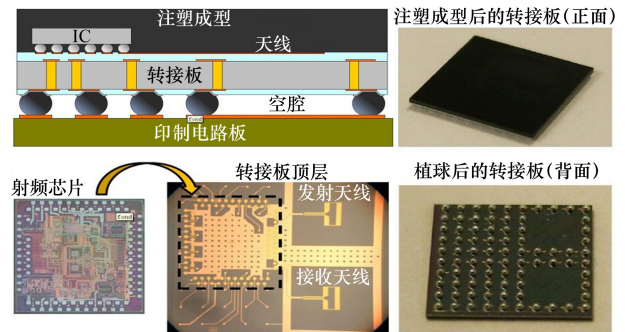 注塑成型
IC
天线
转接板
空腔
fond
印制电路板
注塑成型后的转接板(正面)
射频芯片
fond
转接板顶层
发射天线
接收天线
植球后的转接板(背面)